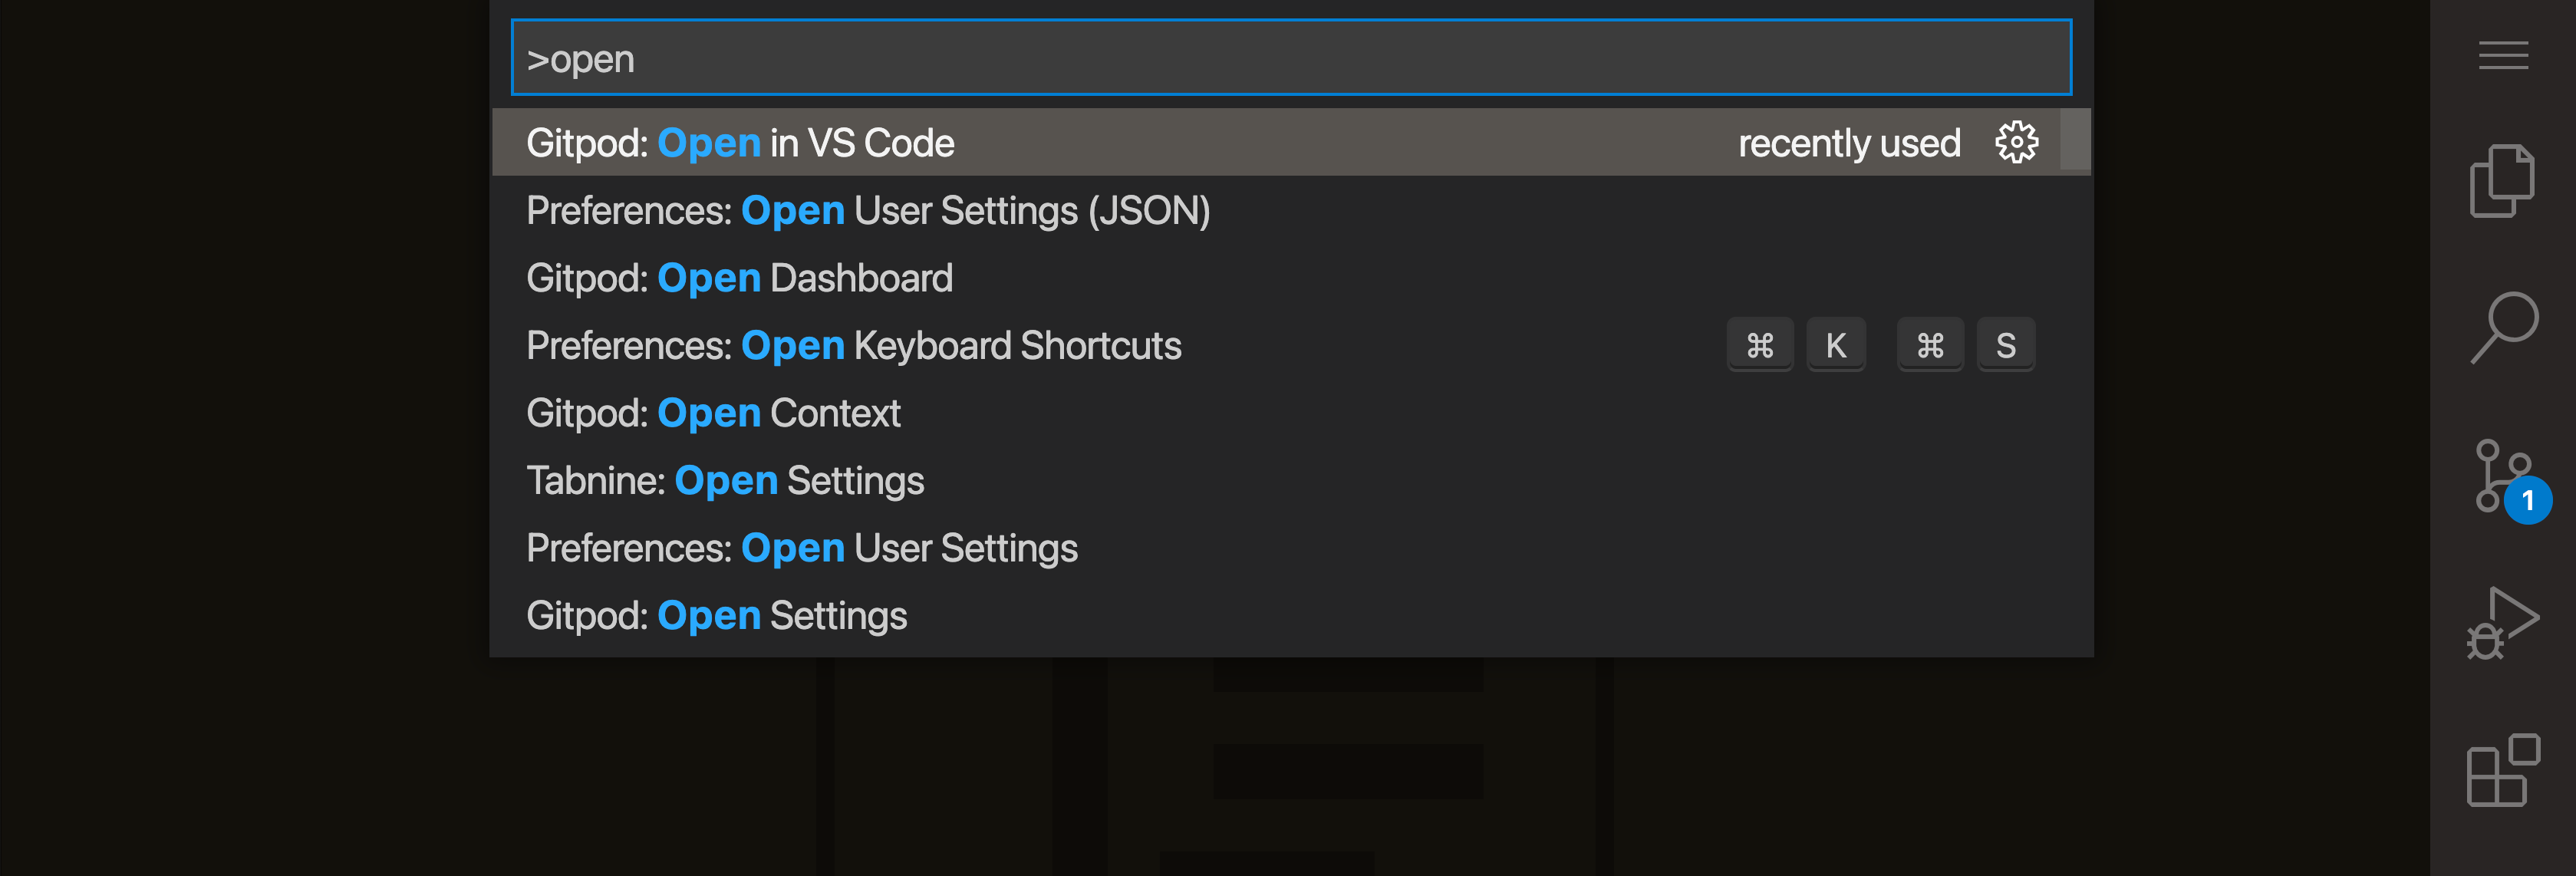 >open
Gitpod: Open in VS Code recently used
Preferences: Open User Settings (JSON)
Gitpod: Open Dashboard
Preferences: Open Keyboard Shortcuts ⌘ K ⌘ S
Gitpod: Open Context
Tabnine: Open Settings
1
Preferences: Open User Settings
Gitpod: Open Settings